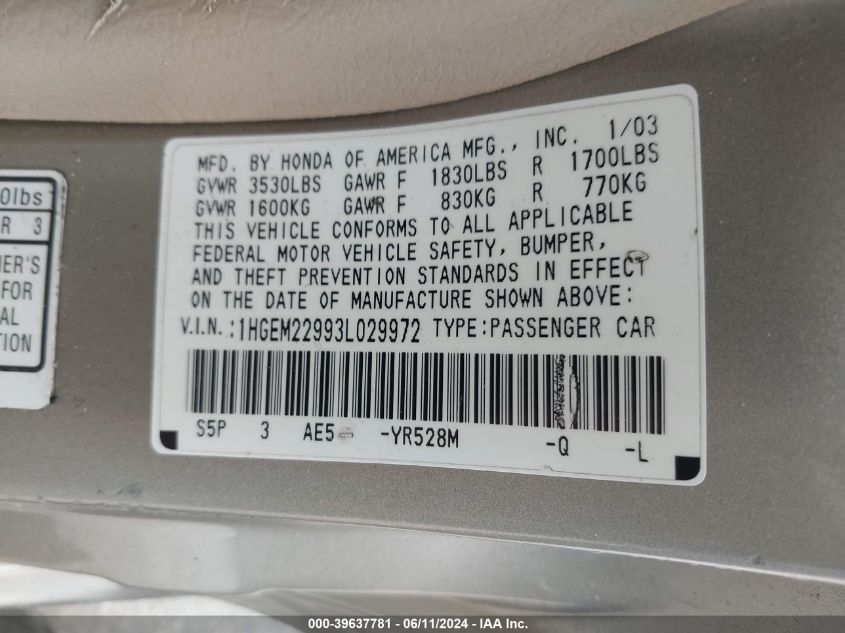 MFD. BY HONDA OF AMERICA MFG., INC. 1/03
GVWR 3530LBS GAWR F 1830LBS R 1700LBS
GVWR 1600KG GAWR F 830KG R 770KG
THIS VEHICLE CONFORMS TO ALL APPLICABLE
FEDERAL MOTOR VEHICLE SAFETY, BUMPER,
AND THEFT PREVENTION STANDARDS IN EFFECT
ON THE DATE OF MANUFACTURE SHOWN ABOVE:
V.I.N.:1HGEM22993L029972 TYPE:PASSENGER CAR
S5P 3 AE5 -YR528M -Q -L
0lbs
R 3
ER'S
FOR
AL
TION
000-39637781 - 06/11/2024 - IAA Inc.